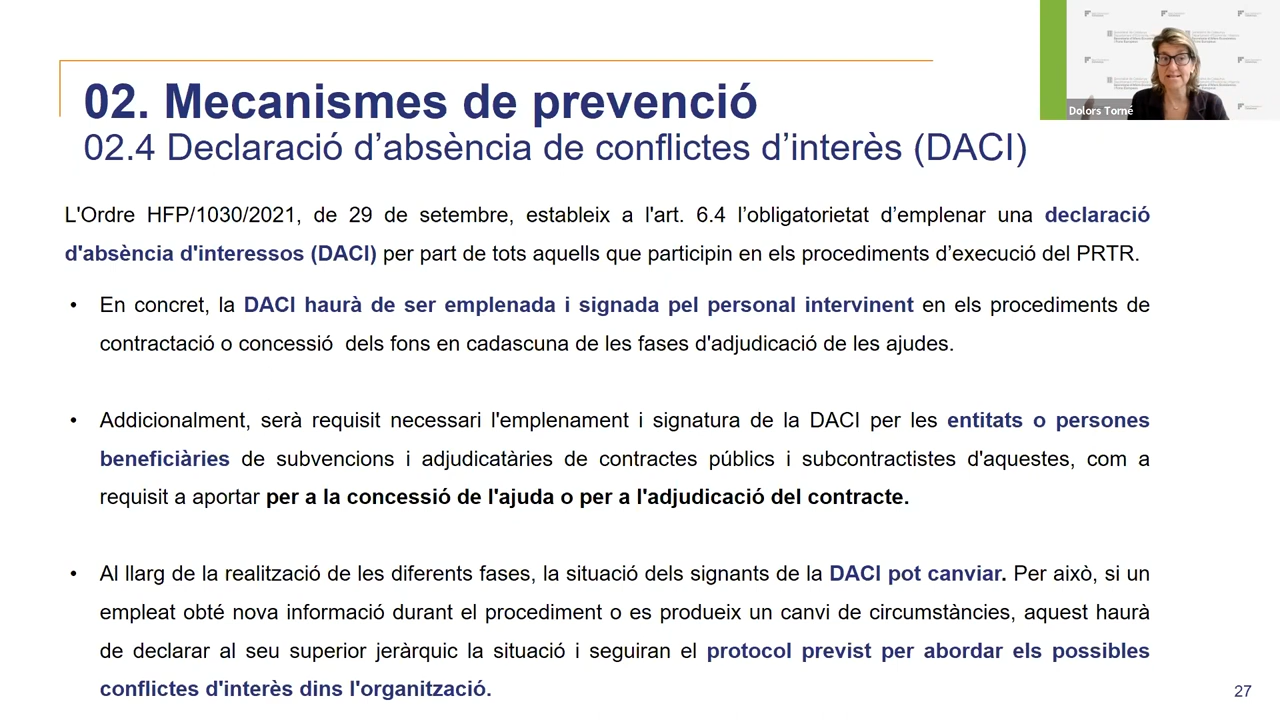 02. Mecanismes de prevenció
02.4 Declaració d’absència de conflictes d’interès (DACI)
Dolors Torné
L'Ordre HFP/1030/2021, de 29 de setembre, estableix a l'art. 6.4 l’obligatorietat d’emplenar una declaració
d'absència d'interessos (DACI) per part de tots aquells que participin en els procediments d’execució del PRTR.
• En concret, la DACI haurà de ser emplenada i signada pel personal intervinent en els procediments de
contractació o concessió dels fons en cadascuna de les fases d'adjudicació de les ajudes.
• Addicionalment, serà requisit necessari l'emplenament i signatura de la DACI per les entitats o persones
beneficiàries de subvencions i adjudicatàries de contractes públics i subcontractistes d'aquestes, com a
requisit a aportar per a la concessió de l'ajuda o per a l'adjudicació del contracte.
• Al llarg de la realització de les diferents fases, la situació dels signants de la DACI pot canviar. Per això, si un
empleat obté nova informació durant el procediment o es produeix un canvi de circumstàncies, aquest haurà
de declarar al seu superior jeràrquic la situació i seguiran el protocol previst per abordar els possibles
conflictes d'interès dins l'organització.
27